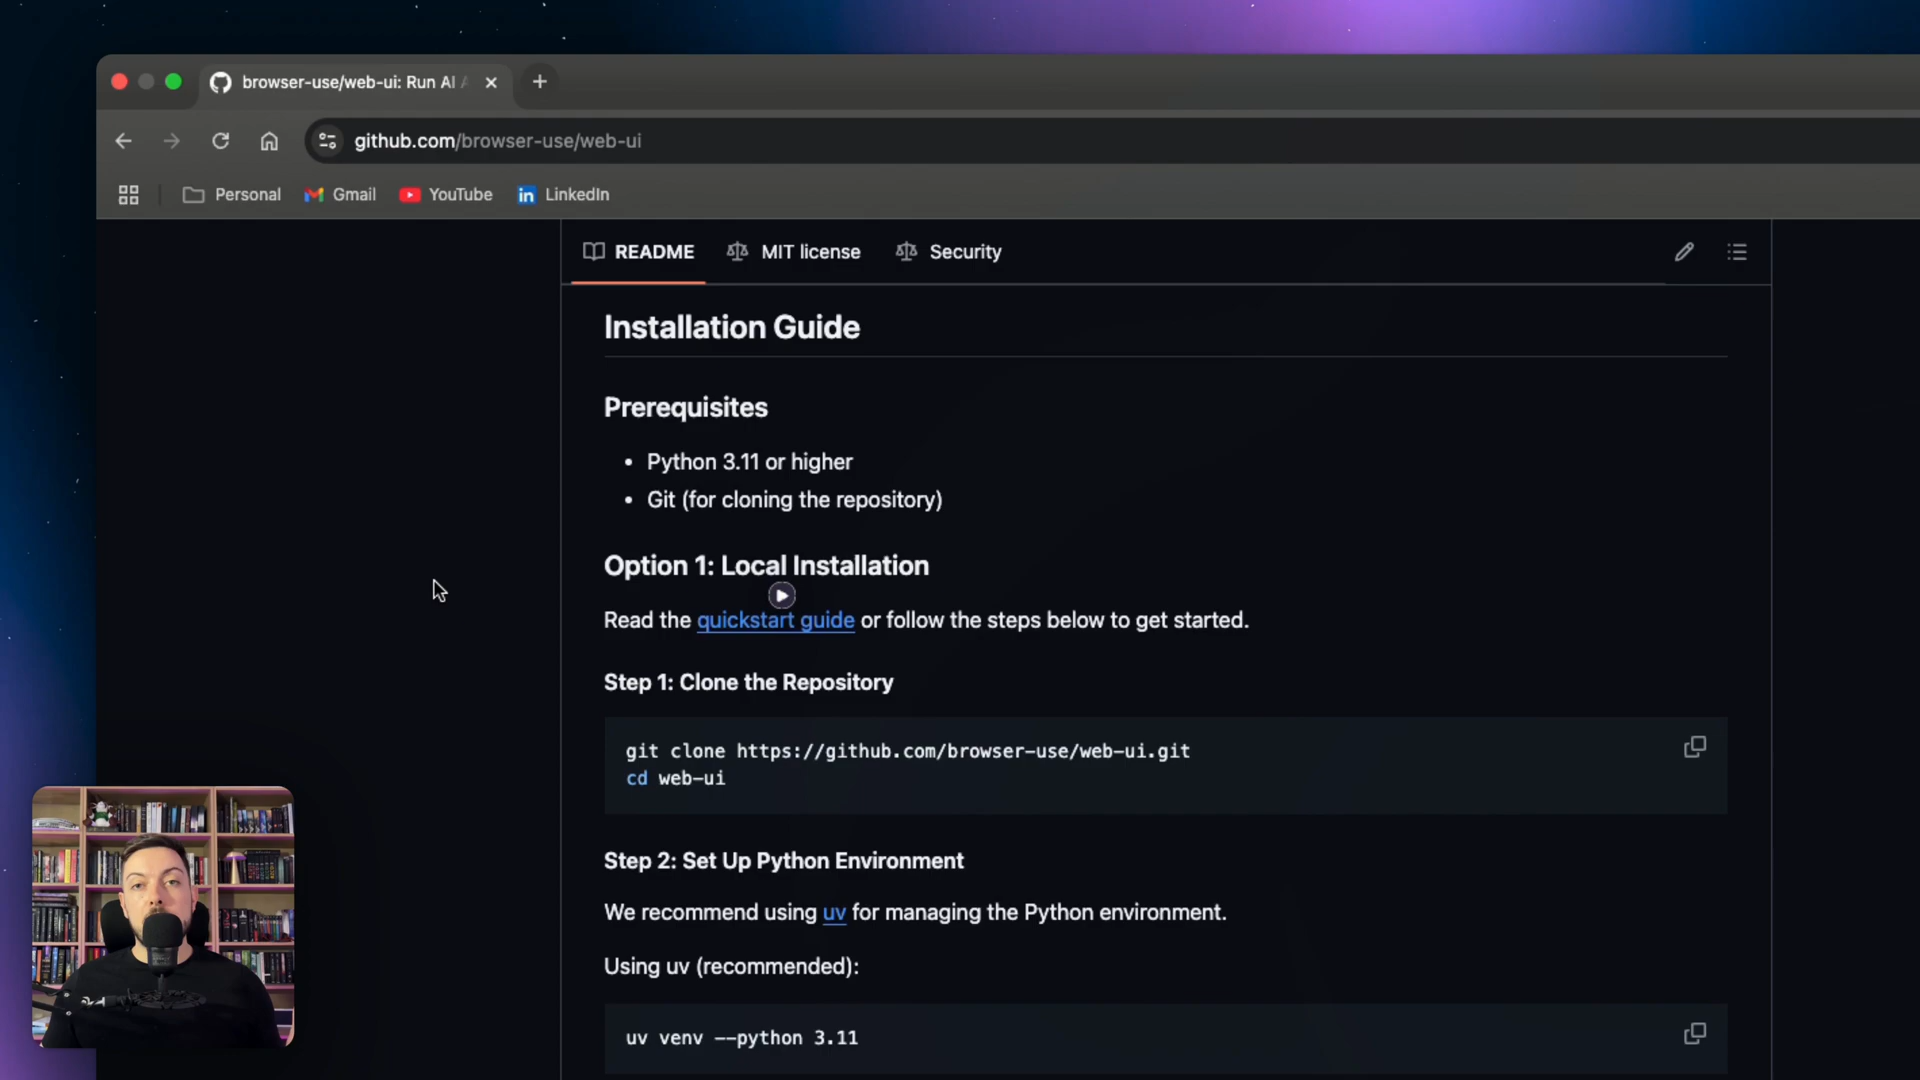 browser-use/web-ui: Run AI A
github.com/browser-use/web-ui
Personal
Gmail
YouTube
in LinkedIn
README
MIT license
Security
Installation Guide
Prerequisites
• Python 3.11 or higher
• Git (for cloning the repository)
Option 1: Local Installation
Read the quickstart guide or follow the steps below to get started.
Step 1: Clone the Repository
git clone https://github.com/browser-use/web-ui.git
cd web-ui
Step 2: Set Up Python Environment
We recommend using uv for managing the Python environment.
Using uv (recommended):
uv venv --python 3.11